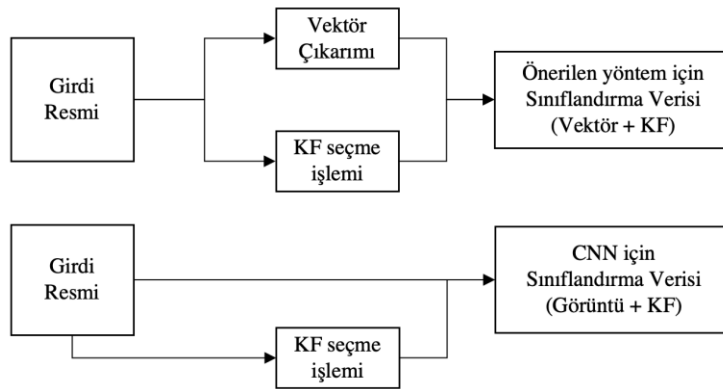 Girdi
Resmi
Vektör
Çıkarımı
KF seçme
işlemi
Önerilen yöntem için
Sınıflandırma Verisi
(Vektör + KF)
Girdi
Resmi
KF seçme
işlemi
CNN için
Sınıflandırma Verisi
(Görüntü + KF)